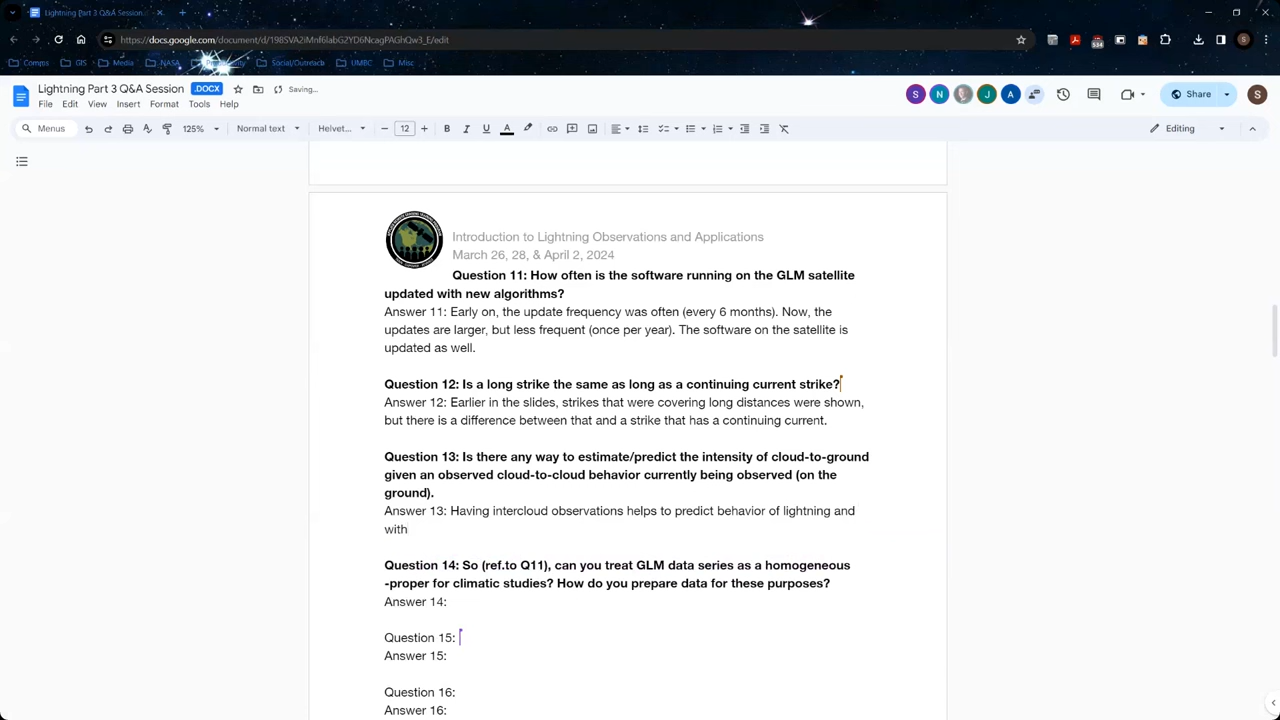 Lightning Part 3 Q&A Session.
https://docs.google.com/document/d/198SVA2iMnf6labG2YD6NcagPAGhQw3_E/edit
Comps GIS Media NASA Productivity Social/Outreach UMBC Misc
Lightning Part 3 Q&A Session .DOCX Saving...
File Edit View Insert Format Tools Help
S N J A Share S
Menus 125% Normal text Helvet... 12 B I U A Editing
Introduction to Lightning Observations and Applications
March 26, 28, & April 2, 2024
Question 11: How often is the software running on the GLM satellite
updated with new algorithms?
Answer 11: Early on, the update frequency was often (every 6 months). Now, the
updates are larger, but less frequent (once per year). The software on the satellite is
updated as well.
Question 12: Is a long strike the same as long as a continuing current strike?
Answer 12: Earlier in the slides, strikes that were covering long distances were shown,
but there is a difference between that and a strike that has a continuing current.
Question 13: Is there any way to estimate/predict the intensity of cloud-to-ground
given an observed cloud-to-cloud behavior currently being observed (on the
ground).
Answer 13: Having intercloud observations helps to predict behavior of lightning and
with
Question 14: So (ref.to Q11), can you treat GLM data series as a homogeneous
-proper for climatic studies? How do you prepare data for these purposes?
Answer 14:
Question 15:
Answer 15:
Question 16:
Answer 16: